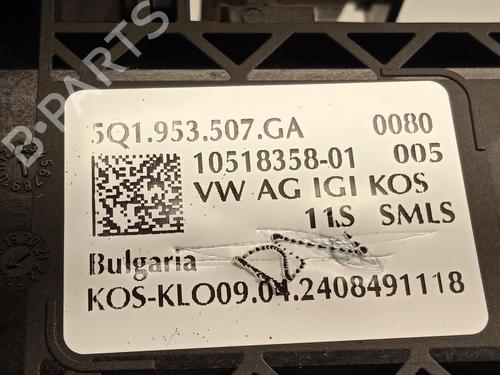 B-PARTS
5Q1.953.507.GA 0080
10518358-01 005
VW AG IGI KOS
11.S SMLS
Bulgaria
KOS-KLO09.04.2408491118